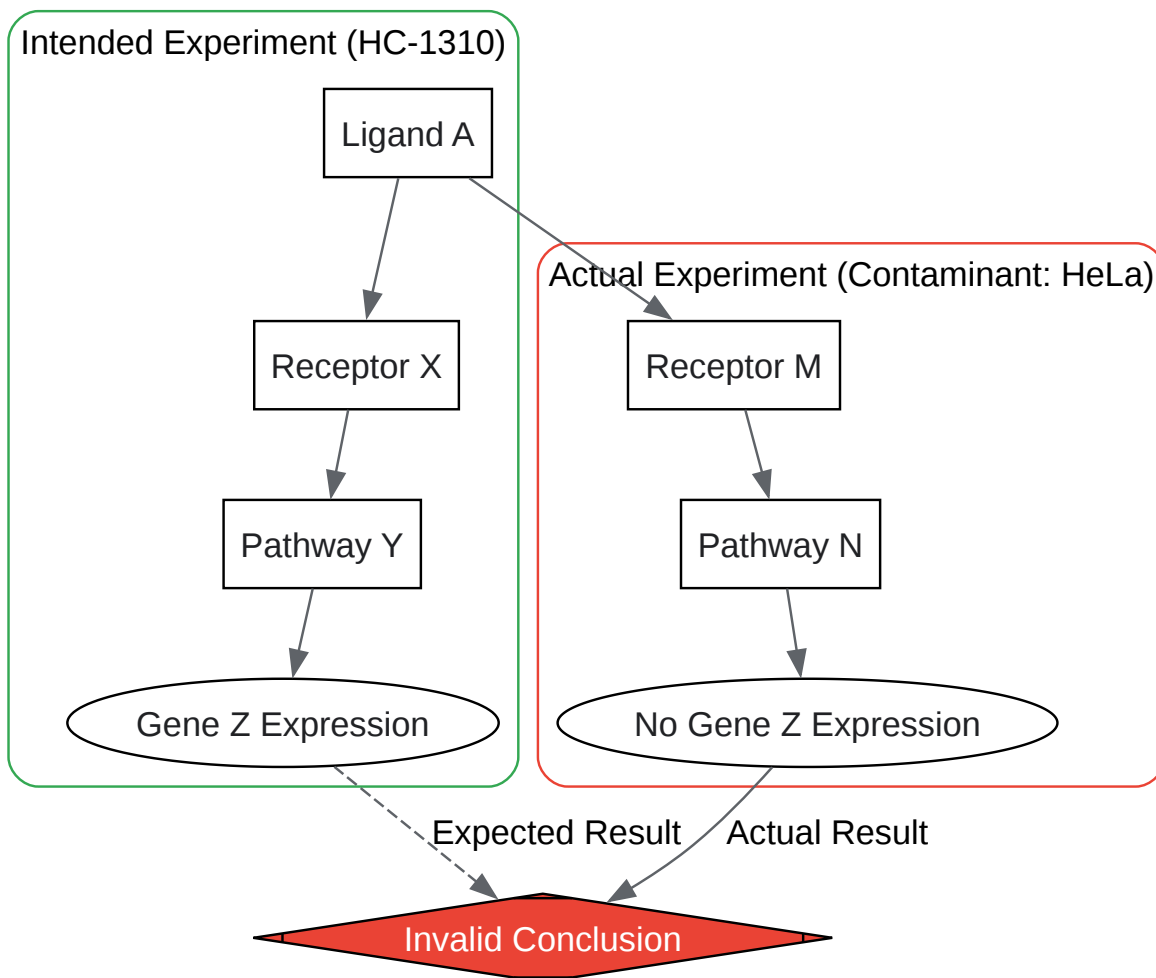 Intended Experiment (HC-1310)
Ligand A
Actual Experiment (Contaminant: HeLa)
Receptor X
Receptor M
Pathway Y
Pathway N
Gene Z Expression
No Gene Z Expression
Expected Result
Actual Result
Invalid Conclusion